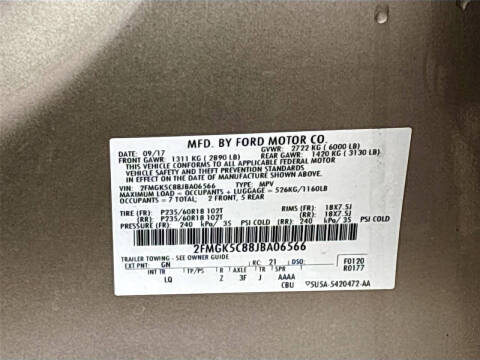 MFD. BY FORD MOTOR CO.
DATE: 09/17 GVWR: 2722 KG ( 6000 LB)
FRONT GAWR: 1311 KG ( 2890 LB) REAR GAWR: 1420 KG ( 3130 LB)
THIS VEHICLE CONFORMS TO ALL APPLICABLE FEDERAL MOTOR
VEHICLE SAFETY AND THEFT PREVENTION STANDARDS IN EFFECT
ON THE DATE OF MANUFACTURE SHOWN ABOVE.
VIN: 2FMGK5C88JBA06566 TYPE: MPV
MAXIMUM LOAD = OCCUPANTS + LUGGAGE = 526KG/1160LB
OCCUPANTS = 7 TOTAL, 2 FRONT, 5 REAR
TIRE (FR): P235/60R18 102T RIMS (FR): 18X7.5J
(RR): P235/60R18 102T (RR): 18X7.5J
PRESSURE (FR): 240 kPa/ 35 PSI COLD (RR): 240 kPa/ 35 PSI COLD
2FMGK5C88JBA06566
TRAILER TOWING - SEE OWNER GUIDE
EXT PNT: GN RC: 21 DSO: F0120
INT TR TP/PS R AXLE TR SPR R0177
LQ Z 3F J AAAA
CBU 5USA-5420472-AA